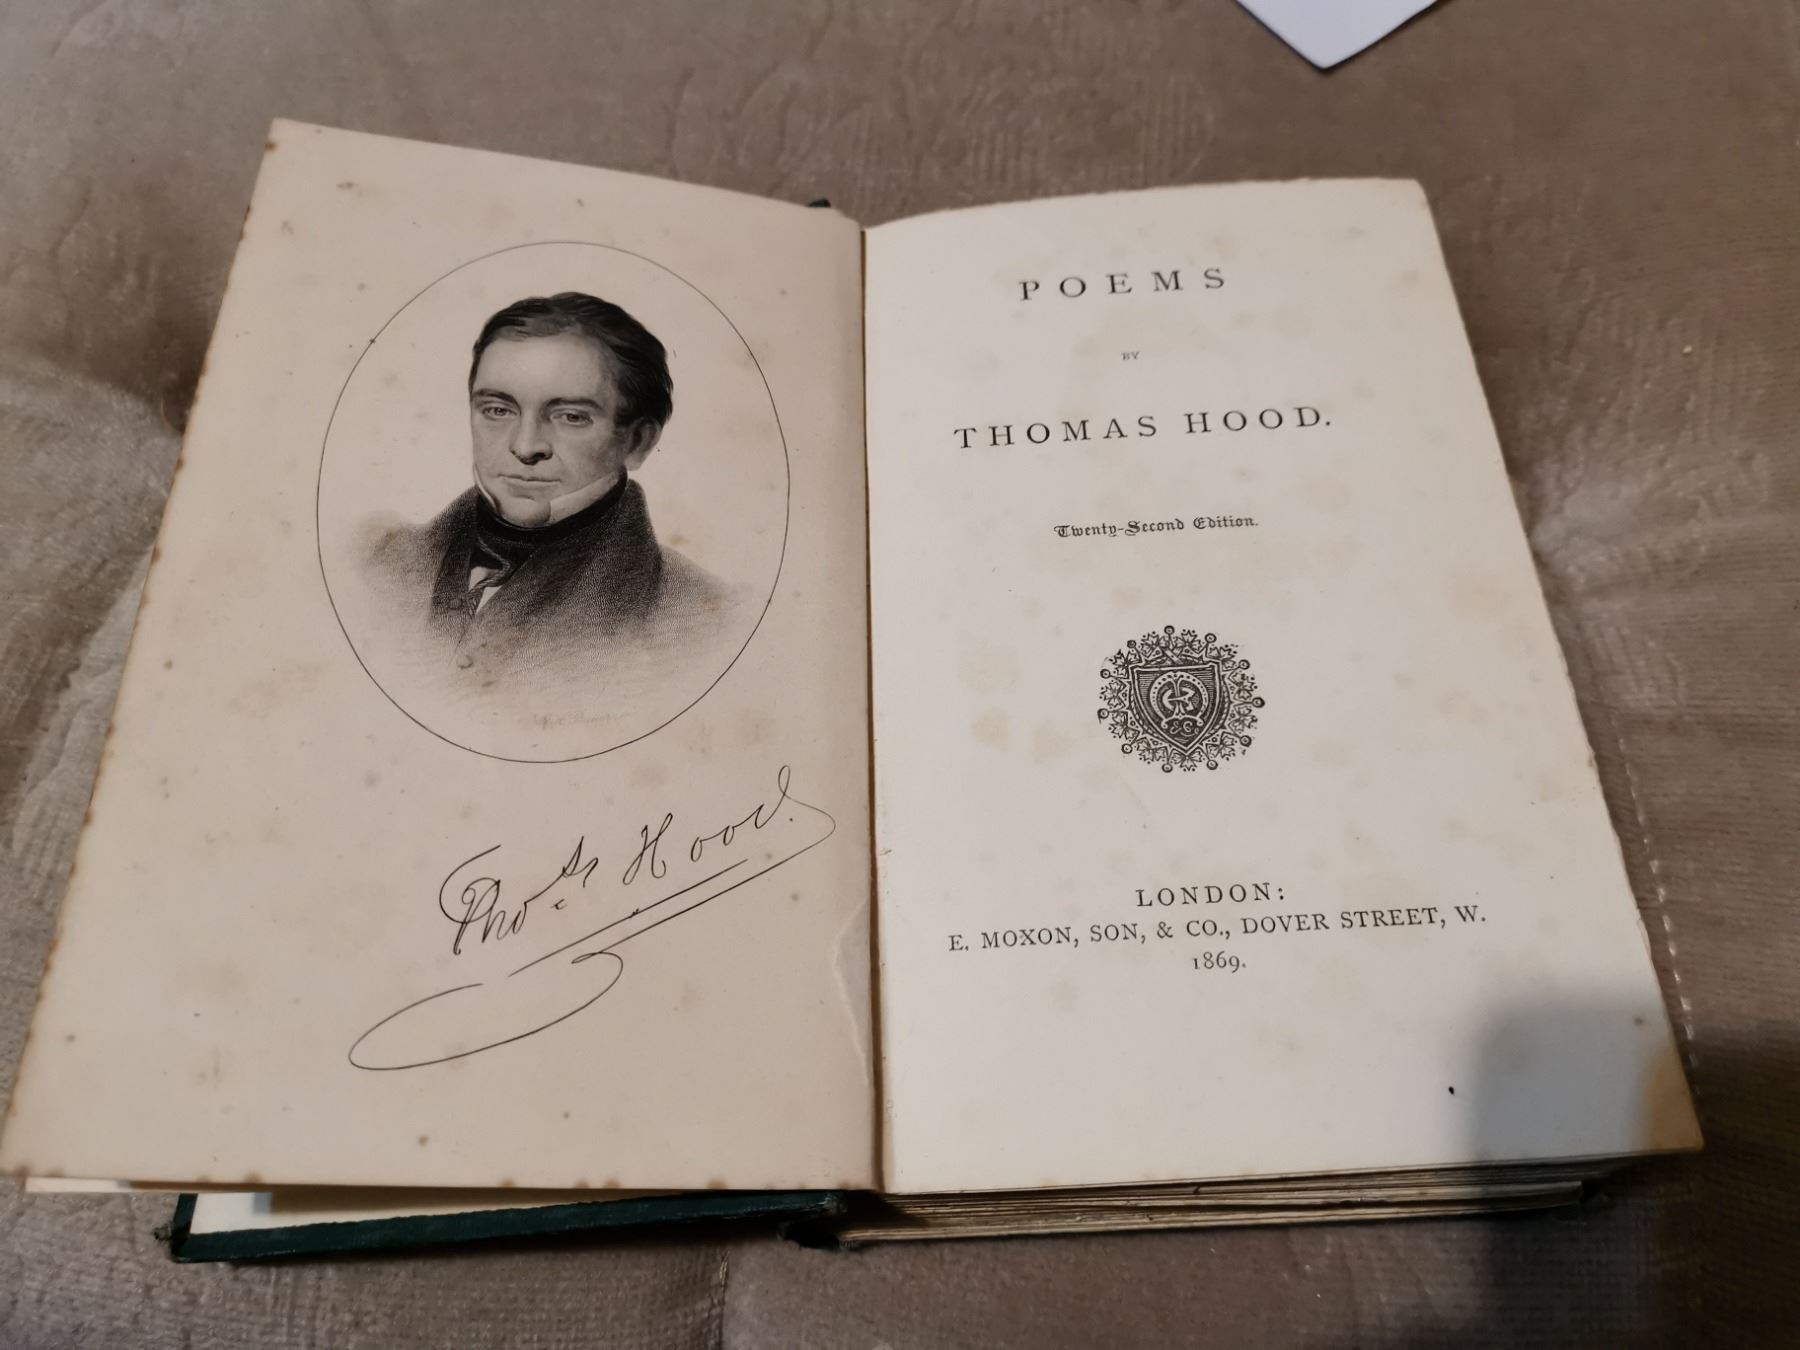 Thos. Hood.
POEMS
BY
THOMAS HOOD.
Twenty-Second Edition.
LONDON:
E. MOXON, SON, & CO., DOVER STREET, W.
1869.